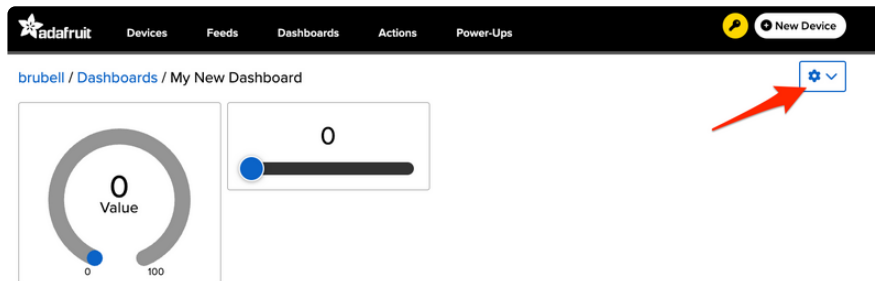 adafruit Devices Feeds Dashboards Actions Power-Ups New Device
brubell / Dashboards / My New Dashboard
0
Value
0 100
0